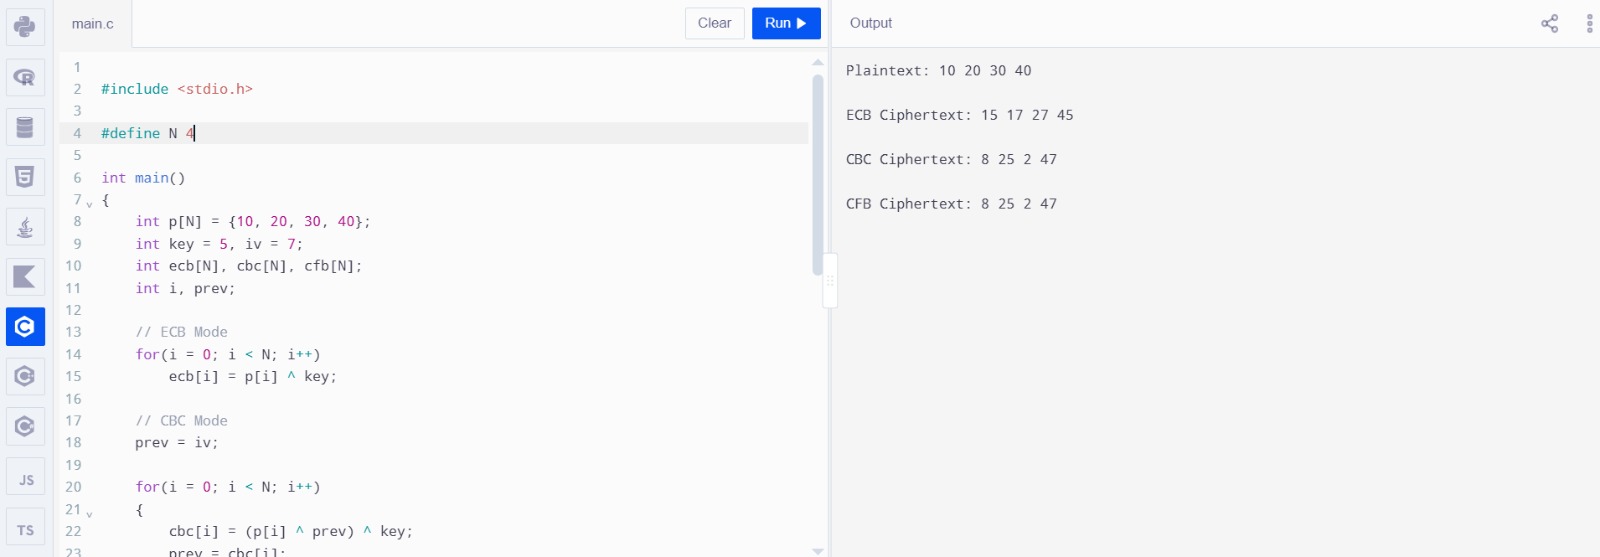 main.c
Clear
Run
Output
1
2 #include <stdio.h>
3
4 #define N 4
5
6 int main()
7 {
8 int p[N] = {10, 20, 30, 40};
9 int key = 5, iv = 7;
10 int ecb[N], cbc[N], cfb[N];
11 int i, prev;
12
13 // ECB Mode
14 for(i = 0; i < N; i++)
15 ecb[i] = p[i] ^ key;
16
17 // CBC Mode
18 prev = iv;
19
20 for(i = 0; i < N; i++)
21 {
22 cbc[i] = (p[i] ^ prev) ^ key;
23 prev = cbc[i];
Plaintext: 10 20 30 40
ECB Ciphertext: 15 17 27 45
CBC Ciphertext: 8 25 2 47
CFB Ciphertext: 8 25 2 47
R
5
C
C
C
JS
TS